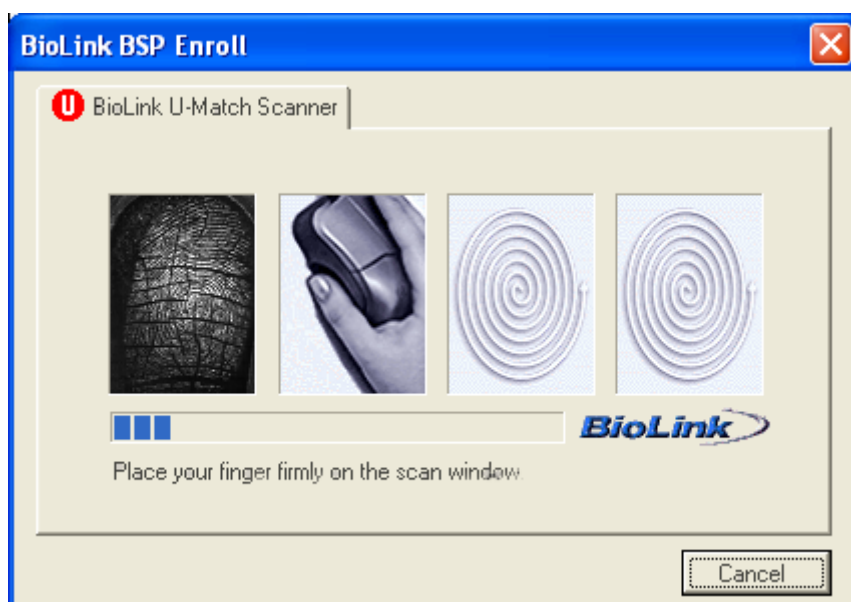 BioLink BSP Enroll
U BioLink U-Match Scanner
BioLink
Place your finger firmly on the scan window.
Cancel